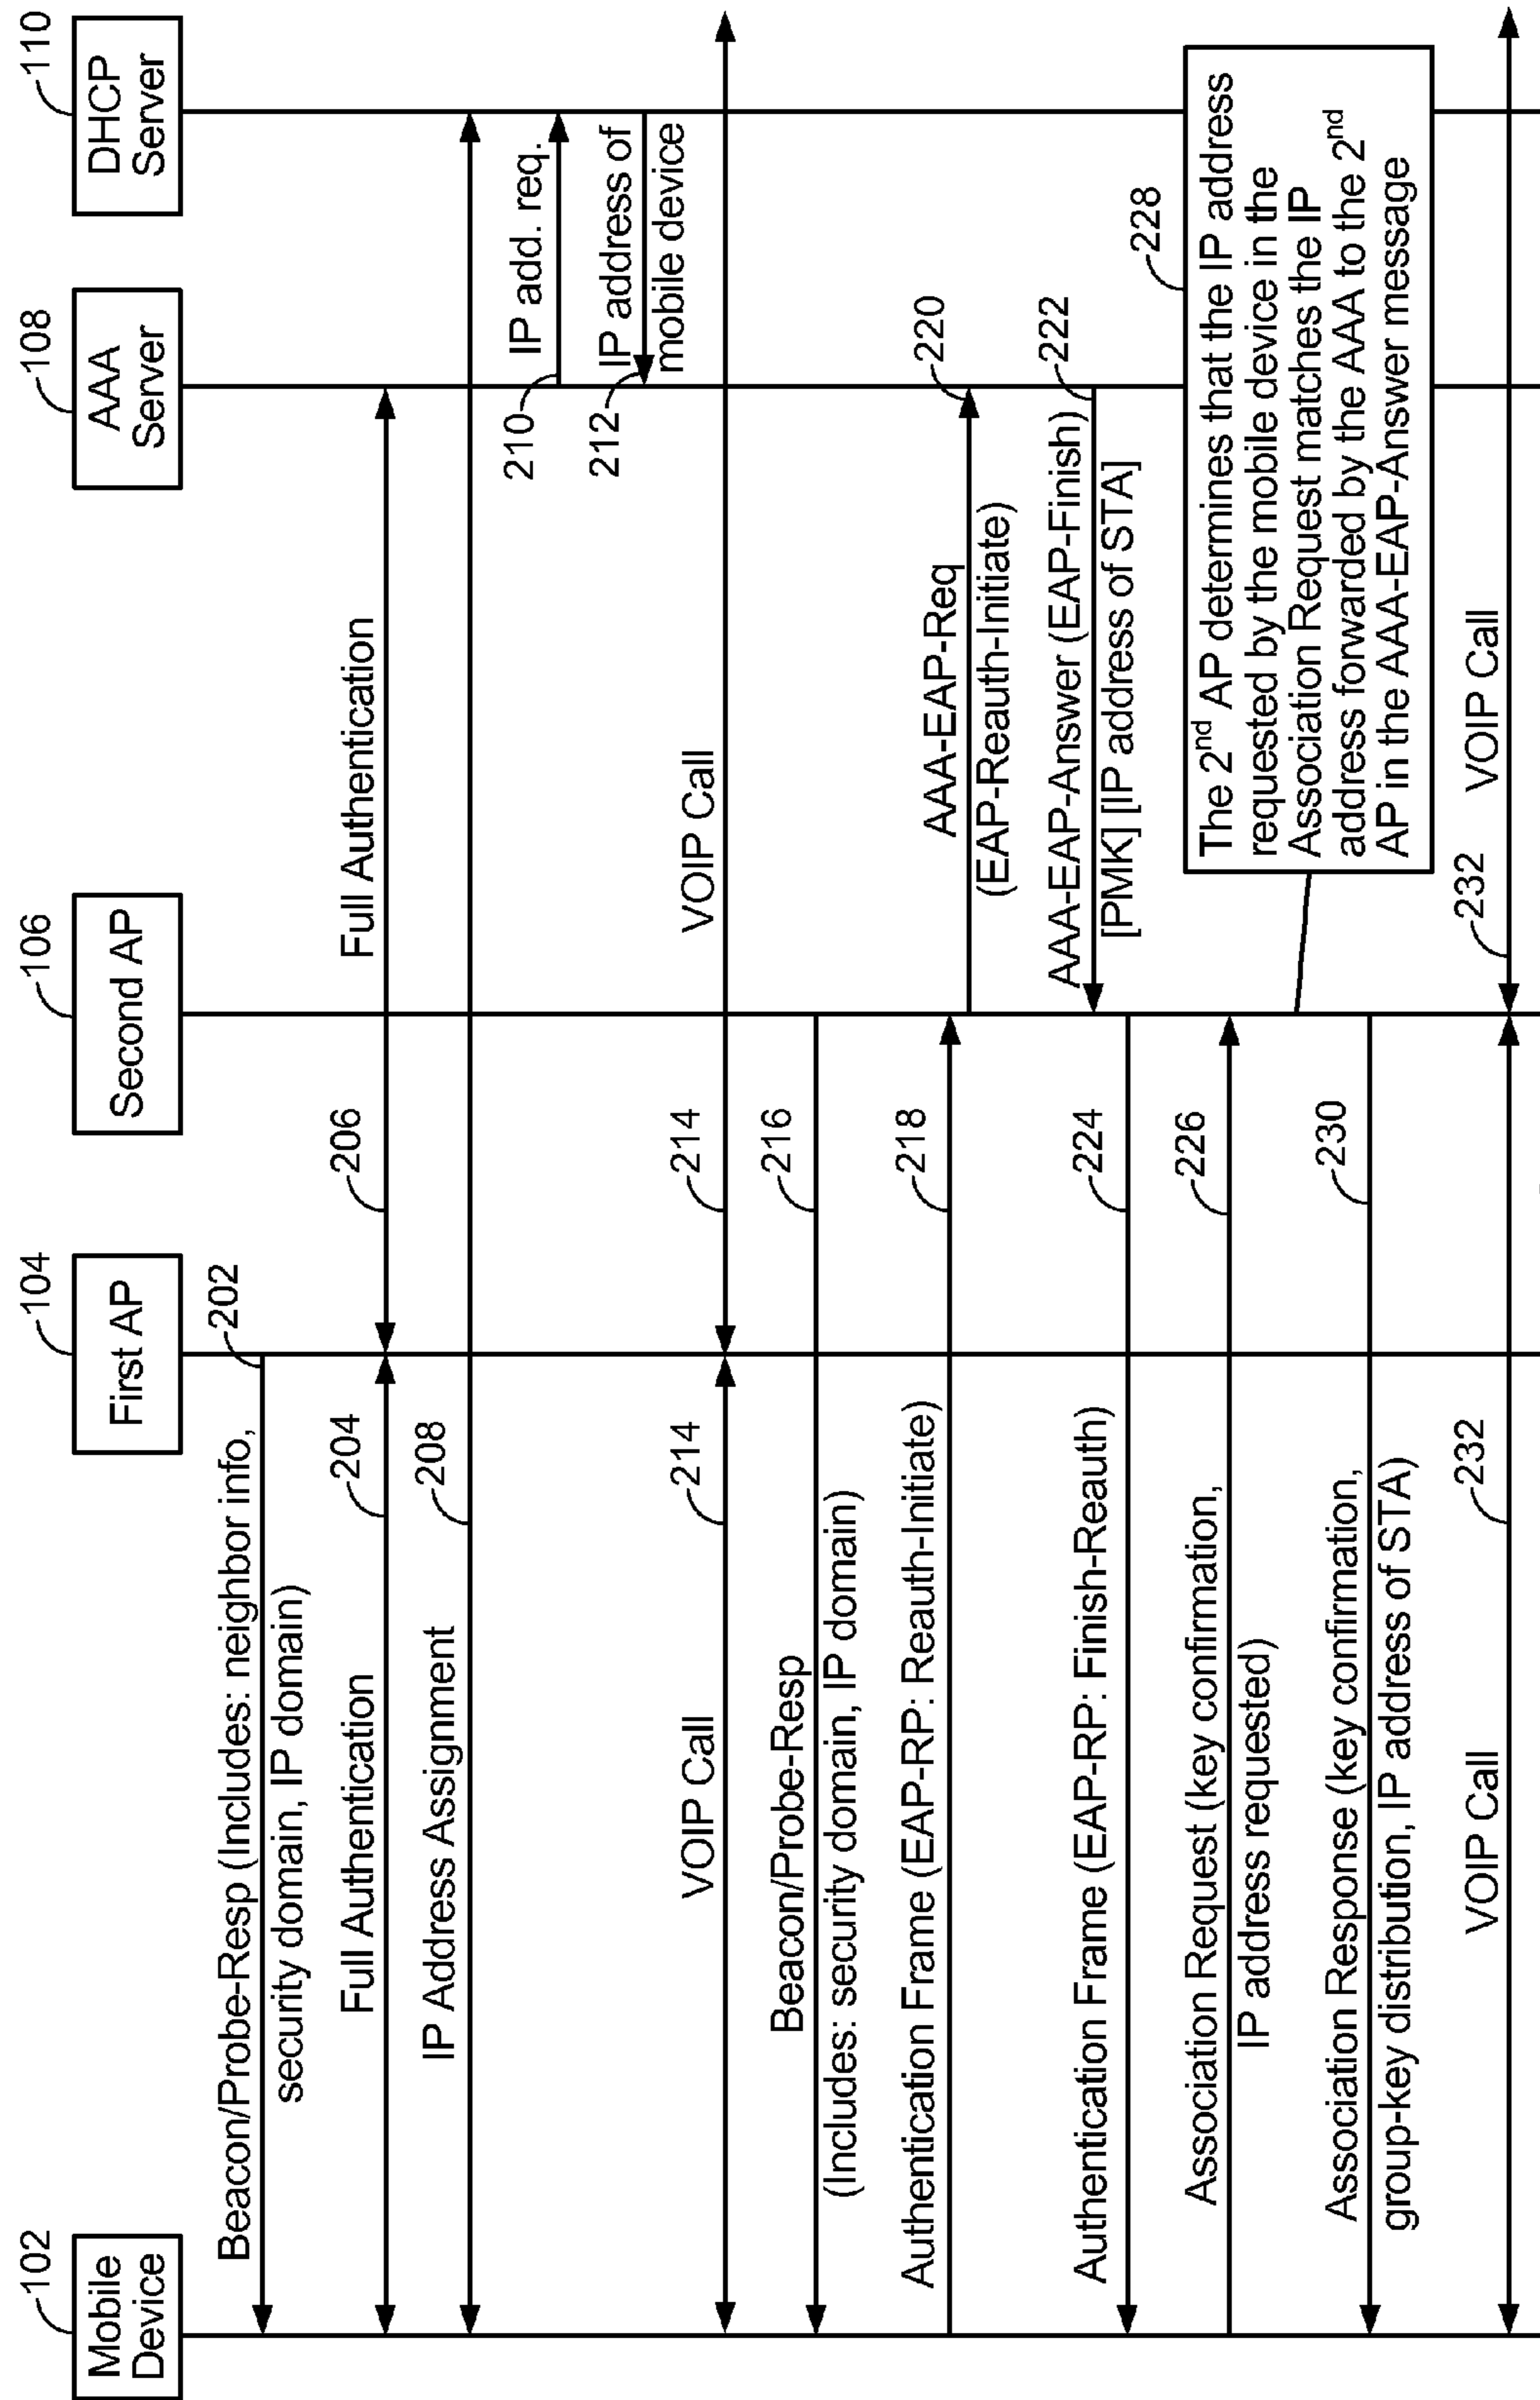 102
Mobile
Device
104
First AP
106
Second AP
108
AAA
Server
110
DHCP
Server
202
Beacon/Probe-Resp (Includes: neighbor info,
security domain, IP domain)
Full Authentication
204
206
Full Authentication
IP Address Assignment
208
210
IP add. req.
212
IP address of
mobile device
VOIP Call
214
214
VOIP Call
Beacon/Probe-Resp
(Includes: security domain, IP domain)
216
Authentication Frame (EAP-RP: Reauth-Initiate)
218
AAA-EAP-Req
(EAP-Reauth-Initiate)
220
AAA-EAP-Answer (EAP-Finish)
[PMK] [IP address of STA]
222
Authentication Frame (EAP-RP: Finish-Reauth)
224
Association Request (key confirmation,
IP address requested)
226
228
The 2nd AP determines that the IP address
requested by the mobile device in the
Association Request matches the IP
address forwarded by the AAA to the 2nd
AP in the AAA-EAP-Answer message
Association Response (key confirmation,
group-key distribution, IP address of STA)
230
VOIP Call
232
232
VOIP Call